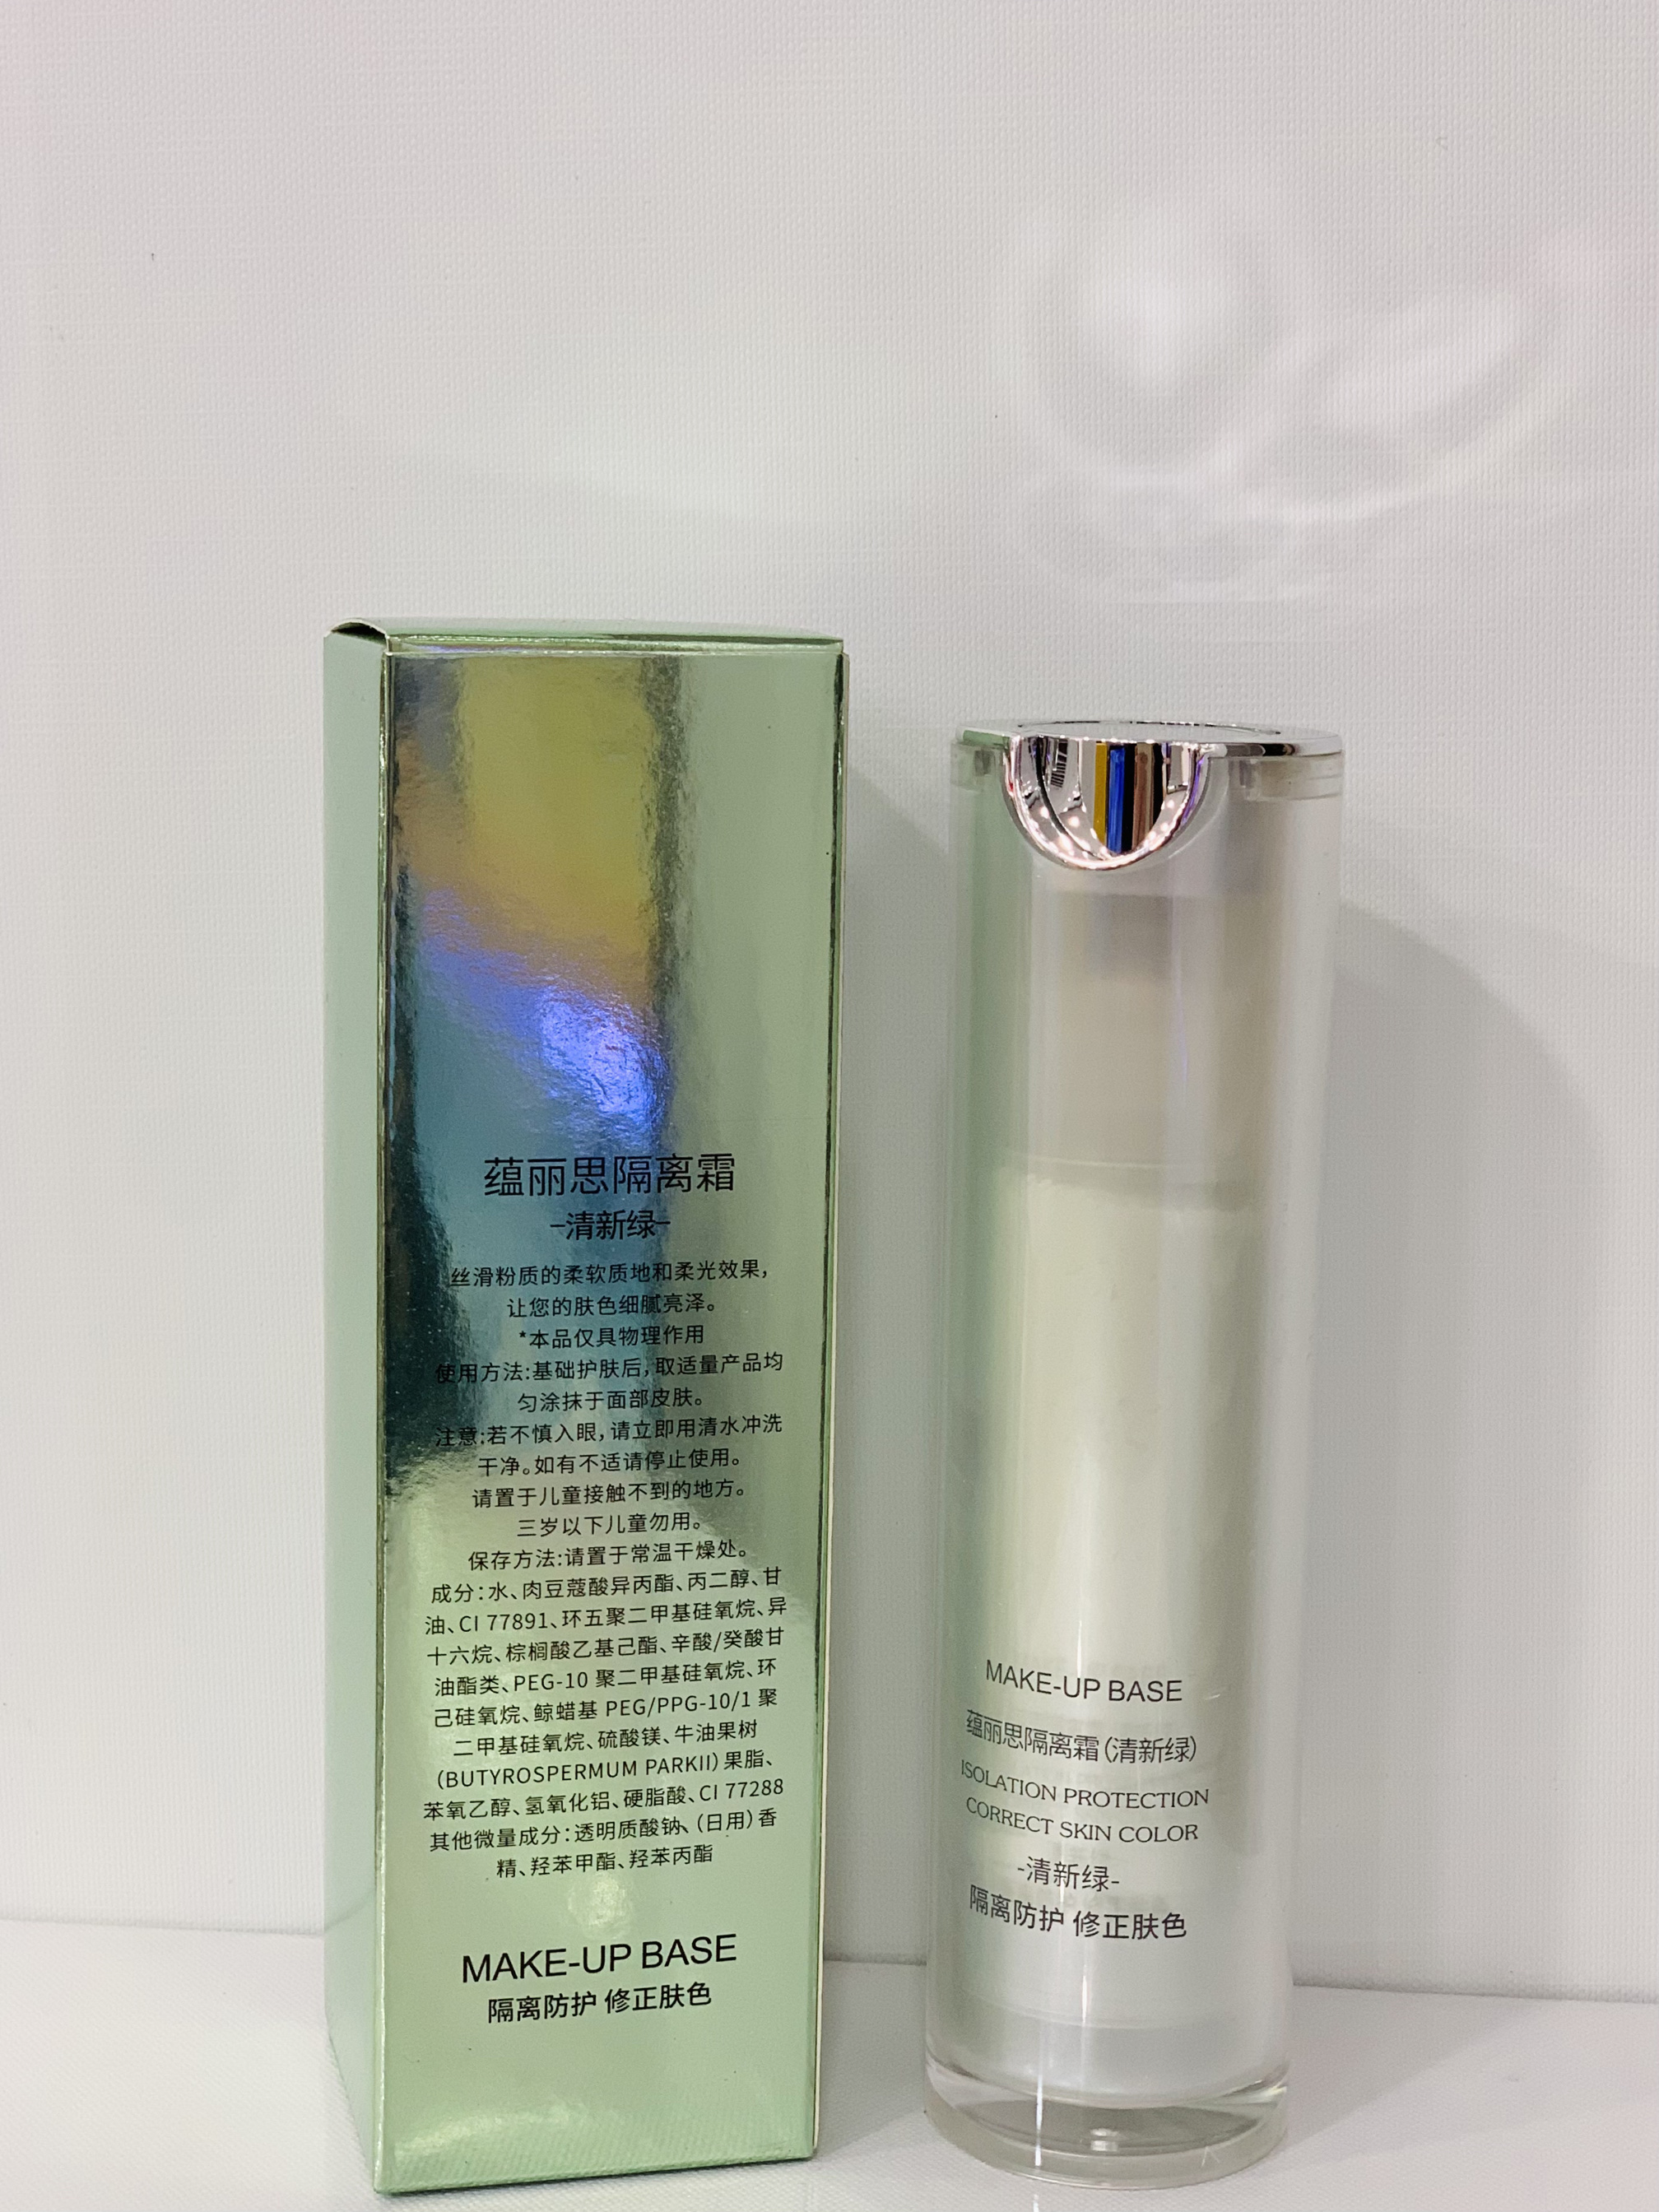 蕴丽思隔离霜
-清新绿-
丝滑粉质的柔软质地和柔光效果,
让您的肤色细腻亮泽。
*本品仅具物理作用
使用方法:基础护肤后,取适量产品均
匀涂抹于面部皮肤。
注意:若不慎入眼,请立即用清水冲洗
干净。如有不适请停止使用。
请置于儿童接触不到的地方。
三岁以下儿童勿用。
保存方法:请置于常温干燥处。
成分:水、肉豆蔻酸异丙酯、丙二醇、甘
油、CI 77891、环五聚二甲基硅氧烷、异
十六烷、棕榈酸乙基己酯、辛酸/癸酸甘
油酯类、PEG-10 聚二甲基硅氧烷、环
己硅氧烷、鲸蜡基 PEG/PPG-10/1 聚
二甲基硅氧烷、硫酸镁、牛油果树
(BUTYROSPERMUM PARKII)果脂、
苯氧乙醇、氢氧化铝、硬脂酸、CI 77288
其他微量成分:透明质酸钠、(日用)香
精、羟苯甲酯、羟苯丙酯
MAKE-UP BASE
隔离防护 修正肤色
MAKE-UP BASE
蕴丽思隔离霜(清新绿)
ISOLATION PROTECTION
CORRECT SKIN COLOR
-清新绿-
隔离防护 修正肤色